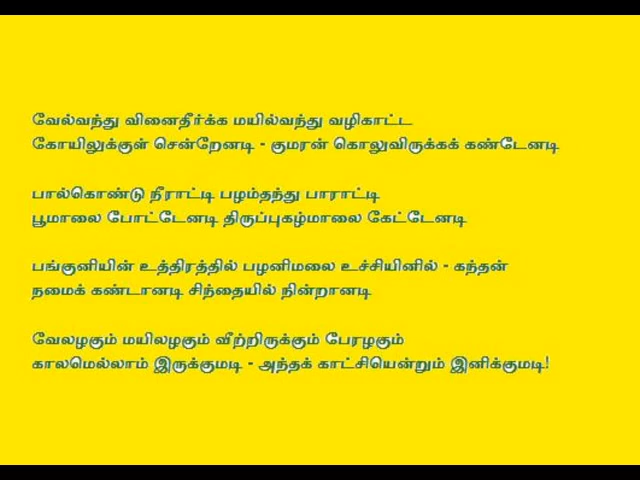 வேல்வந்து வினைதீர்க்க மயில்வந்து வழிகாட்ட
கோயிலுக்குள் சென்றேனடி - குமரன் கொலுவிருக்கக் கண்டேனடி
பால்கொண்டு நீராட்டி பழம்தந்து பாராட்டி
பூமாலை போட்டேனடி திருப்புகழ்மாலை கேட்டேனடி
பங்குனியின் உத்திரத்தில் பழனிமலை உச்சியினில் - கந்தன்
நமைக் கண்டானடி சிந்தையில் நின்றானடி
வேலழகும் மயிலழகும் வீற்றிருக்கும் பேரழகும்
காலமெல்லாம் இருக்குமடி - அந்தக் காட்சியென்றும் இனிக்குமடி!